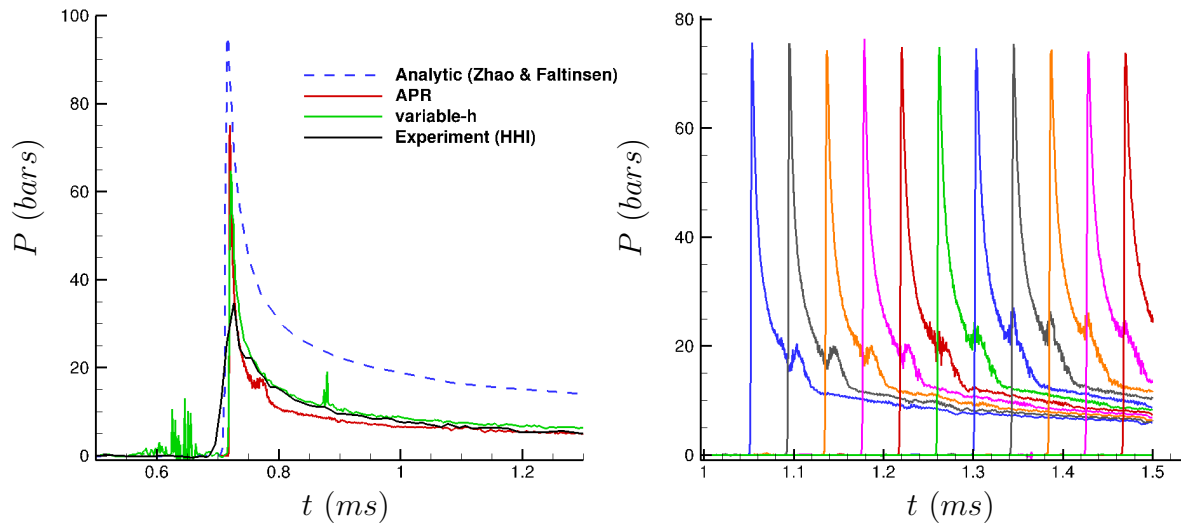 100
80
60
40
20
0
P (bars)
Analytic (Zhao & Faltinsen)
APR
variable-h
Experiment (HHI)
0.6 0.8 1 1.2
t (ms)
80
60
40
20
0
P (bars)
1 1.1 1.2 1.3 1.4 1.5
t (ms)